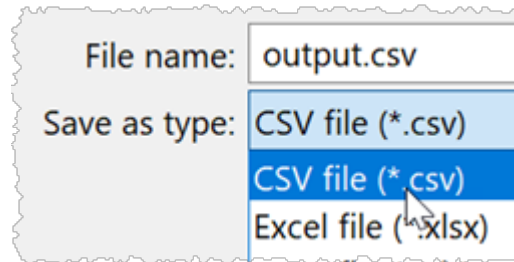 File name: output.csv
Save as type: CSV file (*.csv)
CSV file (*.csv)
Excel file (*.xlsx)